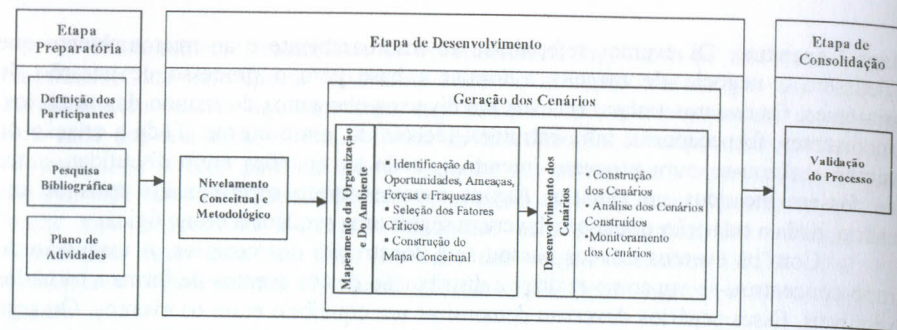 Etapa
Preparatória
Definição dos
Participantes
Pesquisa
Bibliográfica
Plano de
Atividades
Etapa de Desenvolvimento
Nivelamento
Conceitual e
Metodológico
Geração dos Cenários
Mapeamento da Organização
e Do Ambiente
▪ Identificação da
Oportunidades, Ameaças,
Forças e Fraquezas
▪ Seleção dos Fatores
Críticos
▪ Construção do
Mapa Conceitual
Desenvolvimento dos
Cenários
▪ Construção
dos Cenários
▪ Análise dos Cenários
Construídos
▪ Monitoramento
dos Cenários
Etapa de
Consolidação
Validação
do Processo